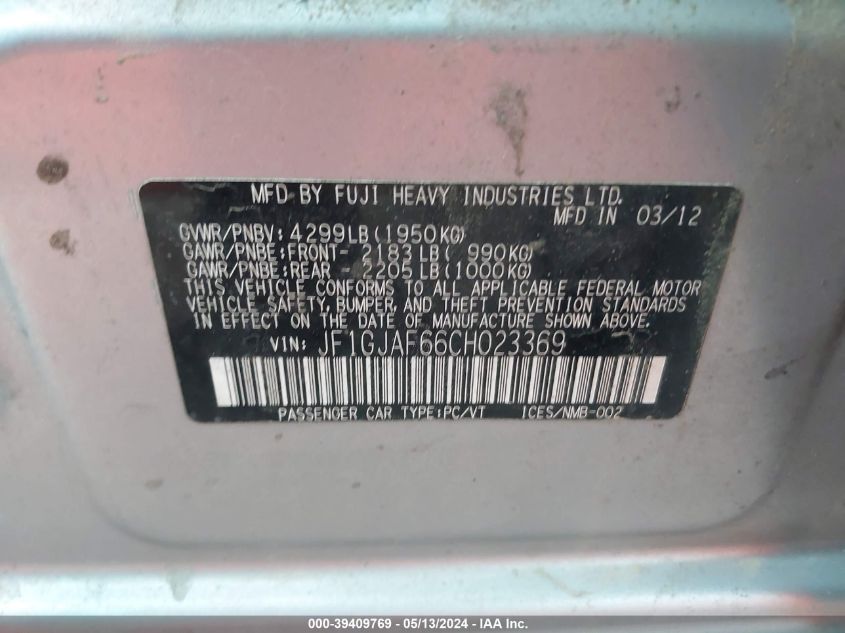 MFD BY FUJI HEAVY INDUSTRIES LTD.
MFD IN 03/12
GVWR/PNBV: 4299LB(1950KG)
GAWR/PNBE:FRONT- 2183LB( 990KG)
GAWR/PNBE:REAR - 2205LB(1000KG)
THIS VEHICLE CONFORMS TO ALL APPLICABLE FEDERAL MOTOR
VEHICLE SAFETY, BUMPER, AND THEFT PREVENTION STANDARDS
IN EFFECT ON THE DATE OF MANUFACTURE SHOWN ABOVE.
VIN: JF1GJAF66CH023369
PASSENGER CAR TYPE:PC/VT ICES/NMB-002
000-39409769 - 05/13/2024 - IAA Inc.